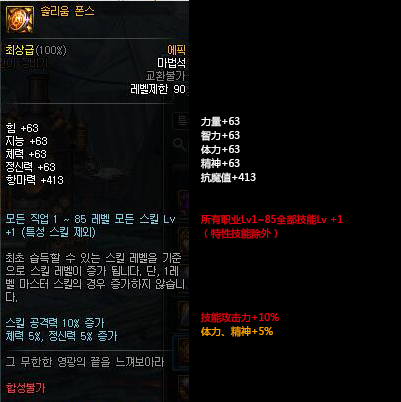 솔리움 폰스
최상급(100%) 에픽
마법석
교환불가
레벨제한 90
힘 +63
지능 +63
체력 +63
정신력 +63
항마력 +413
力量+63
智力+63
体力+63
精神+63
抗魔值+413
모든 직업 1 ~ 85 레벨 모든 스킬 Lv
+1 (특성 스킬 제외)
所有职业Lv1~85全部技能Lv +1
（ 特性技能除外 ）
최초 습득할 수 있는 스킬 레벨을 기준
으로 스킬 레벨이 증가 됩니다. 단, 1레
벨 마스터 스킬의 경우 증가하지 않습니
다.
스킬 공격력 10% 증가
체력 5%, 정신력 5% 증가
技能攻击力+10%
体力、精神+5%
그 무한한 영광의 끝을 느껴보아라
합성불가